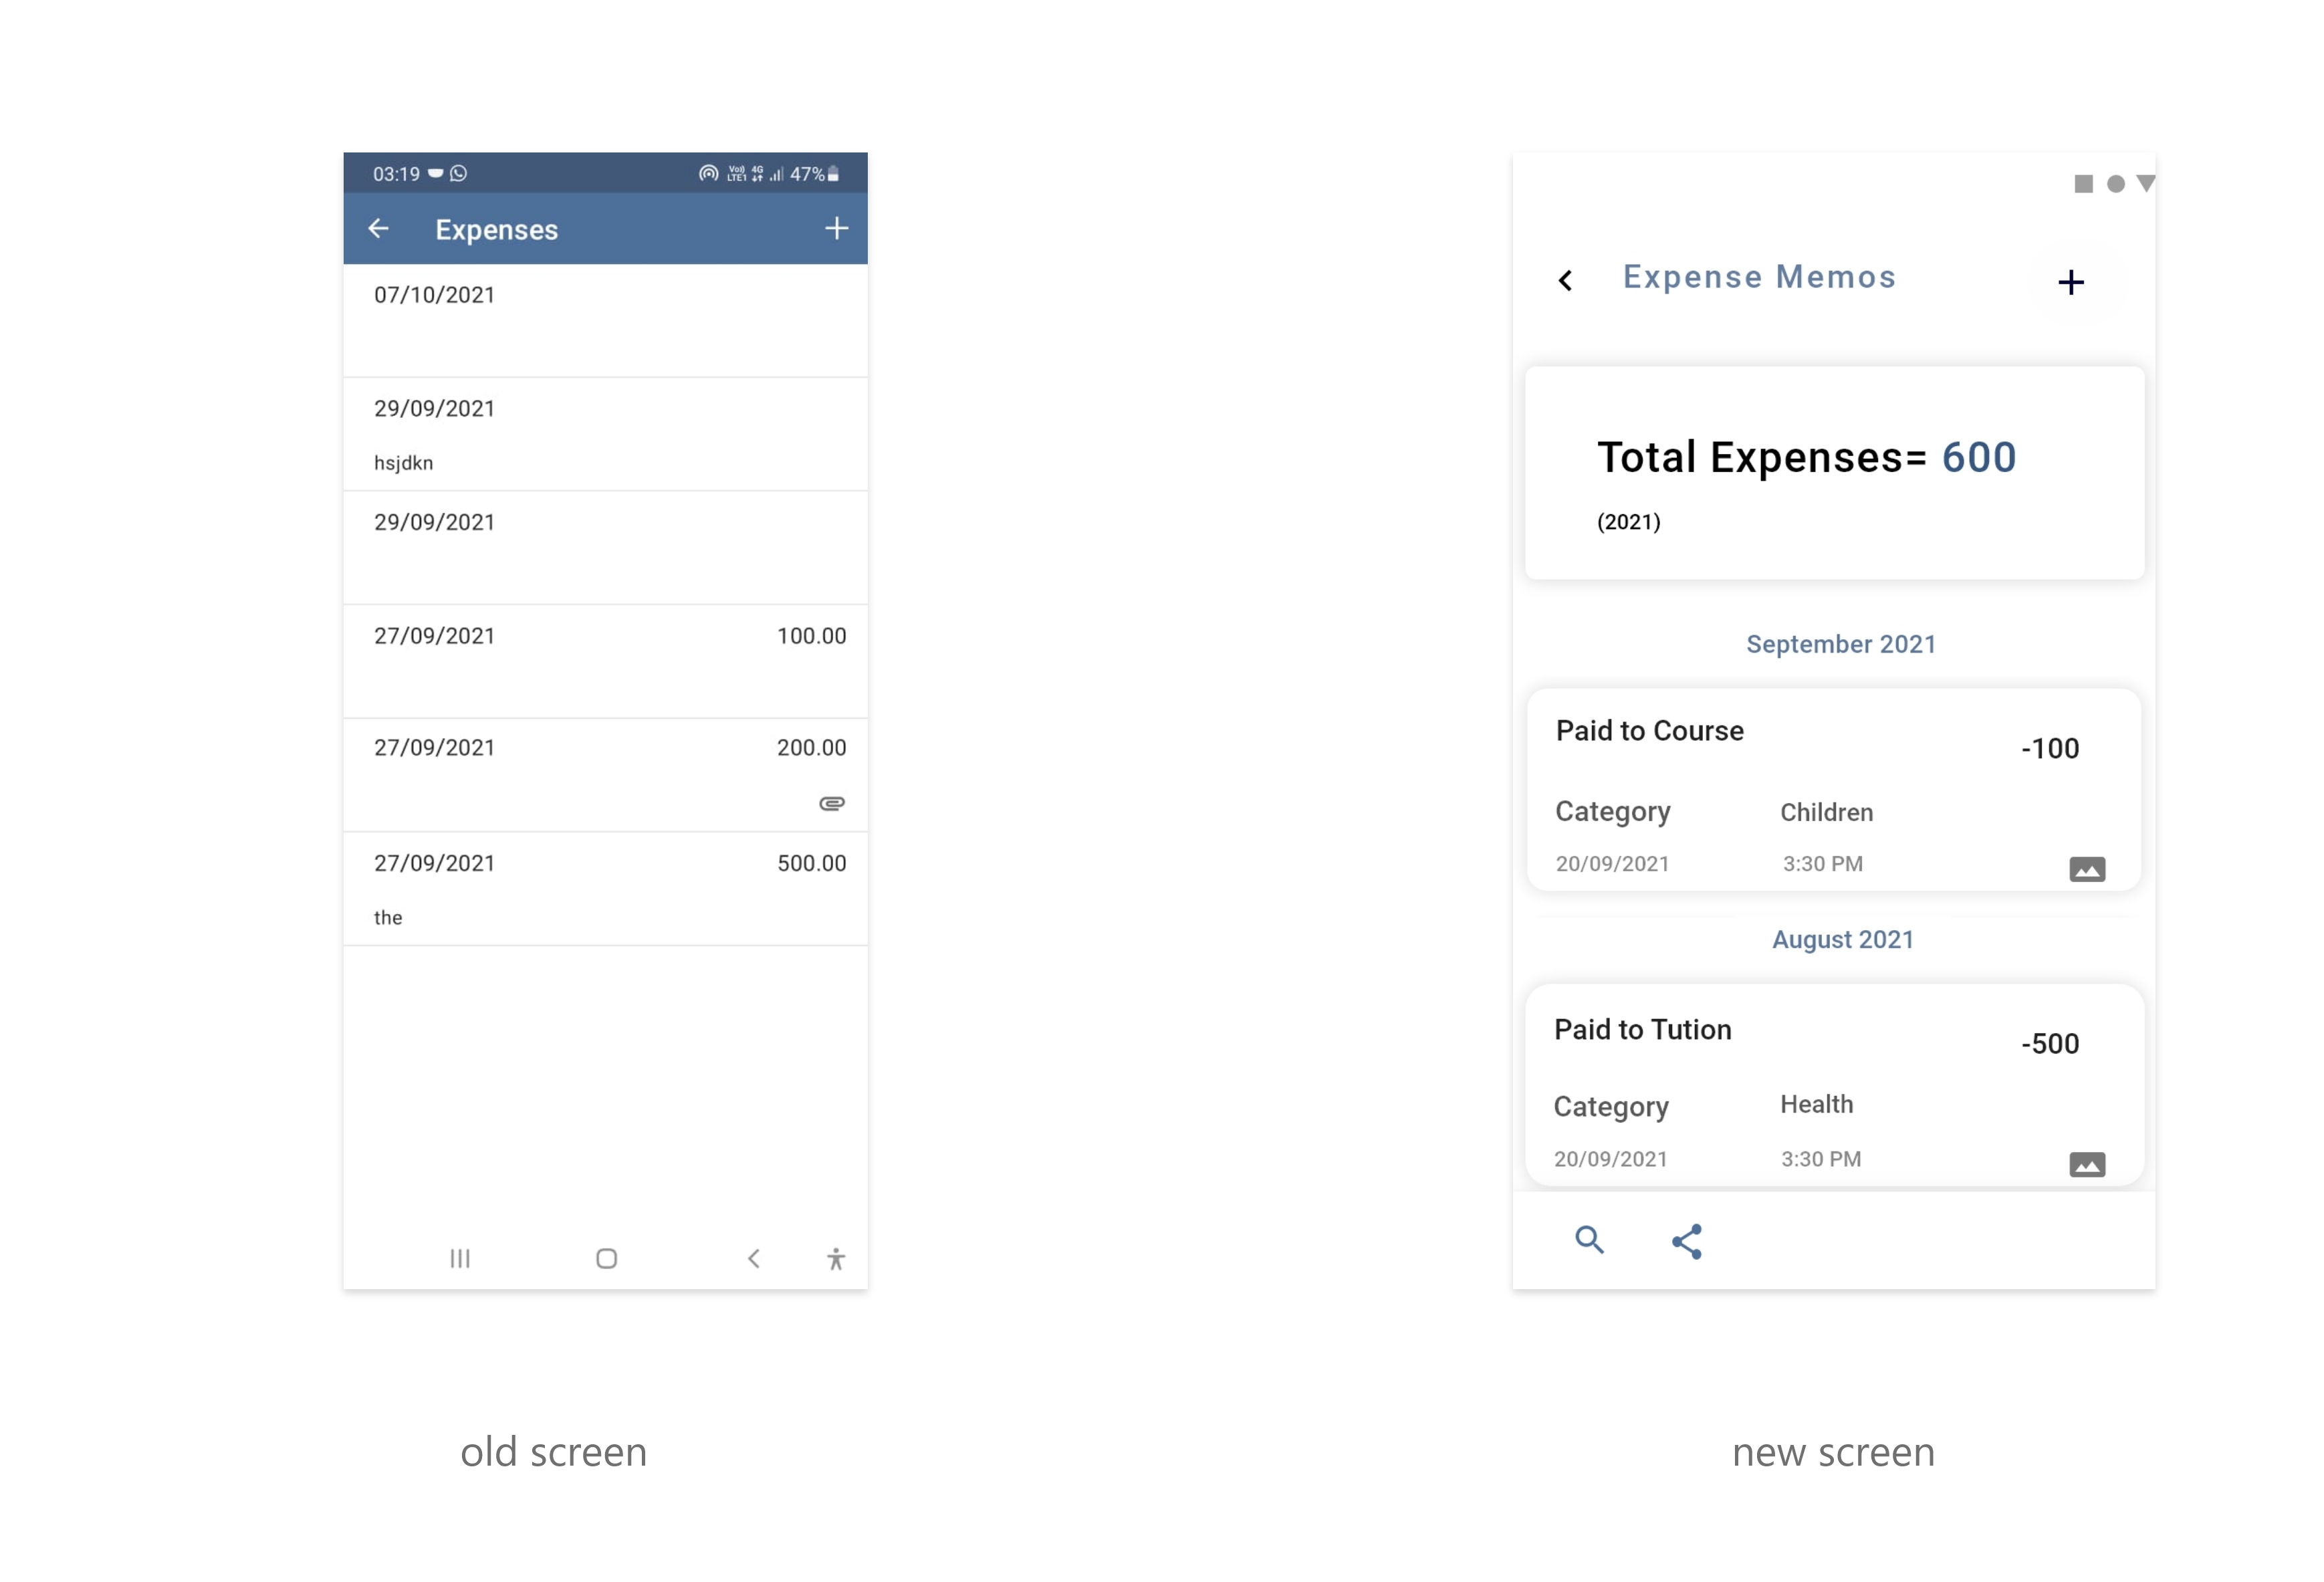 03:19
Voo) 4G
LTE1 47%
Expenses
07/10/2021
29/09/2021
hsjdkn
29/09/2021
27/09/2021 100.00
27/09/2021 200.00
27/09/2021 500.00
the
old screen
Expense Memos
Total Expenses= 600
(2021)
September 2021
Paid to Course
-100
Category Children
20/09/2021 3:30 PM
August 2021
Paid to Tution
-500
Category Health
20/09/2021 3:30 PM
new screen